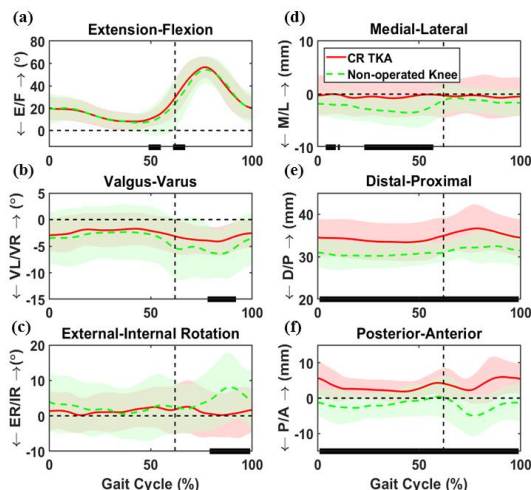 (a)
Extension-Flexion
← E/F → (°)
80
60
40
20
0
0
50
100
(b)
Valgus-Varus
← VL/VR → (°)
5
0
-5
-10
-15
0
50
100
(c)
External-Internal Rotation
← ER/IR →(°)
20
10
0
-10
0
50
100
Gait Cycle (%)
(d)
Medial-Lateral
← M/L → (mm)
10
0
-10
0
50
100
CR TKA
Non-operated Knee
(e)
Distal-Proximal
← D/P → (mm)
40
30
20
0
50
100
(f)
Posterior-Anterior
← P/A → (mm)
10
0
-10
0
50
100
Gait Cycle (%)